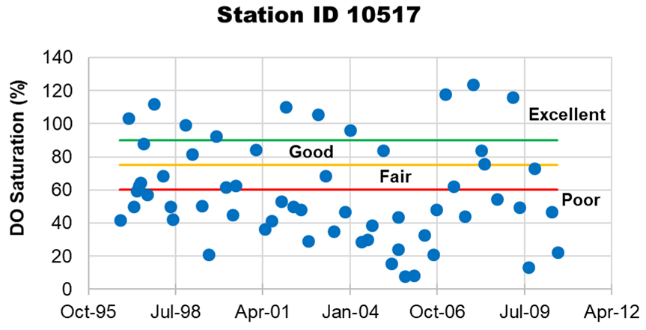 Station ID 10517
DO Saturation (%)
140
120
100
80
60
40
20
0
Excellent
Good
Fair
Poor
Oct-95 Jul-98 Apr-01 Jan-04 Oct-06 Jul-09 Apr-12